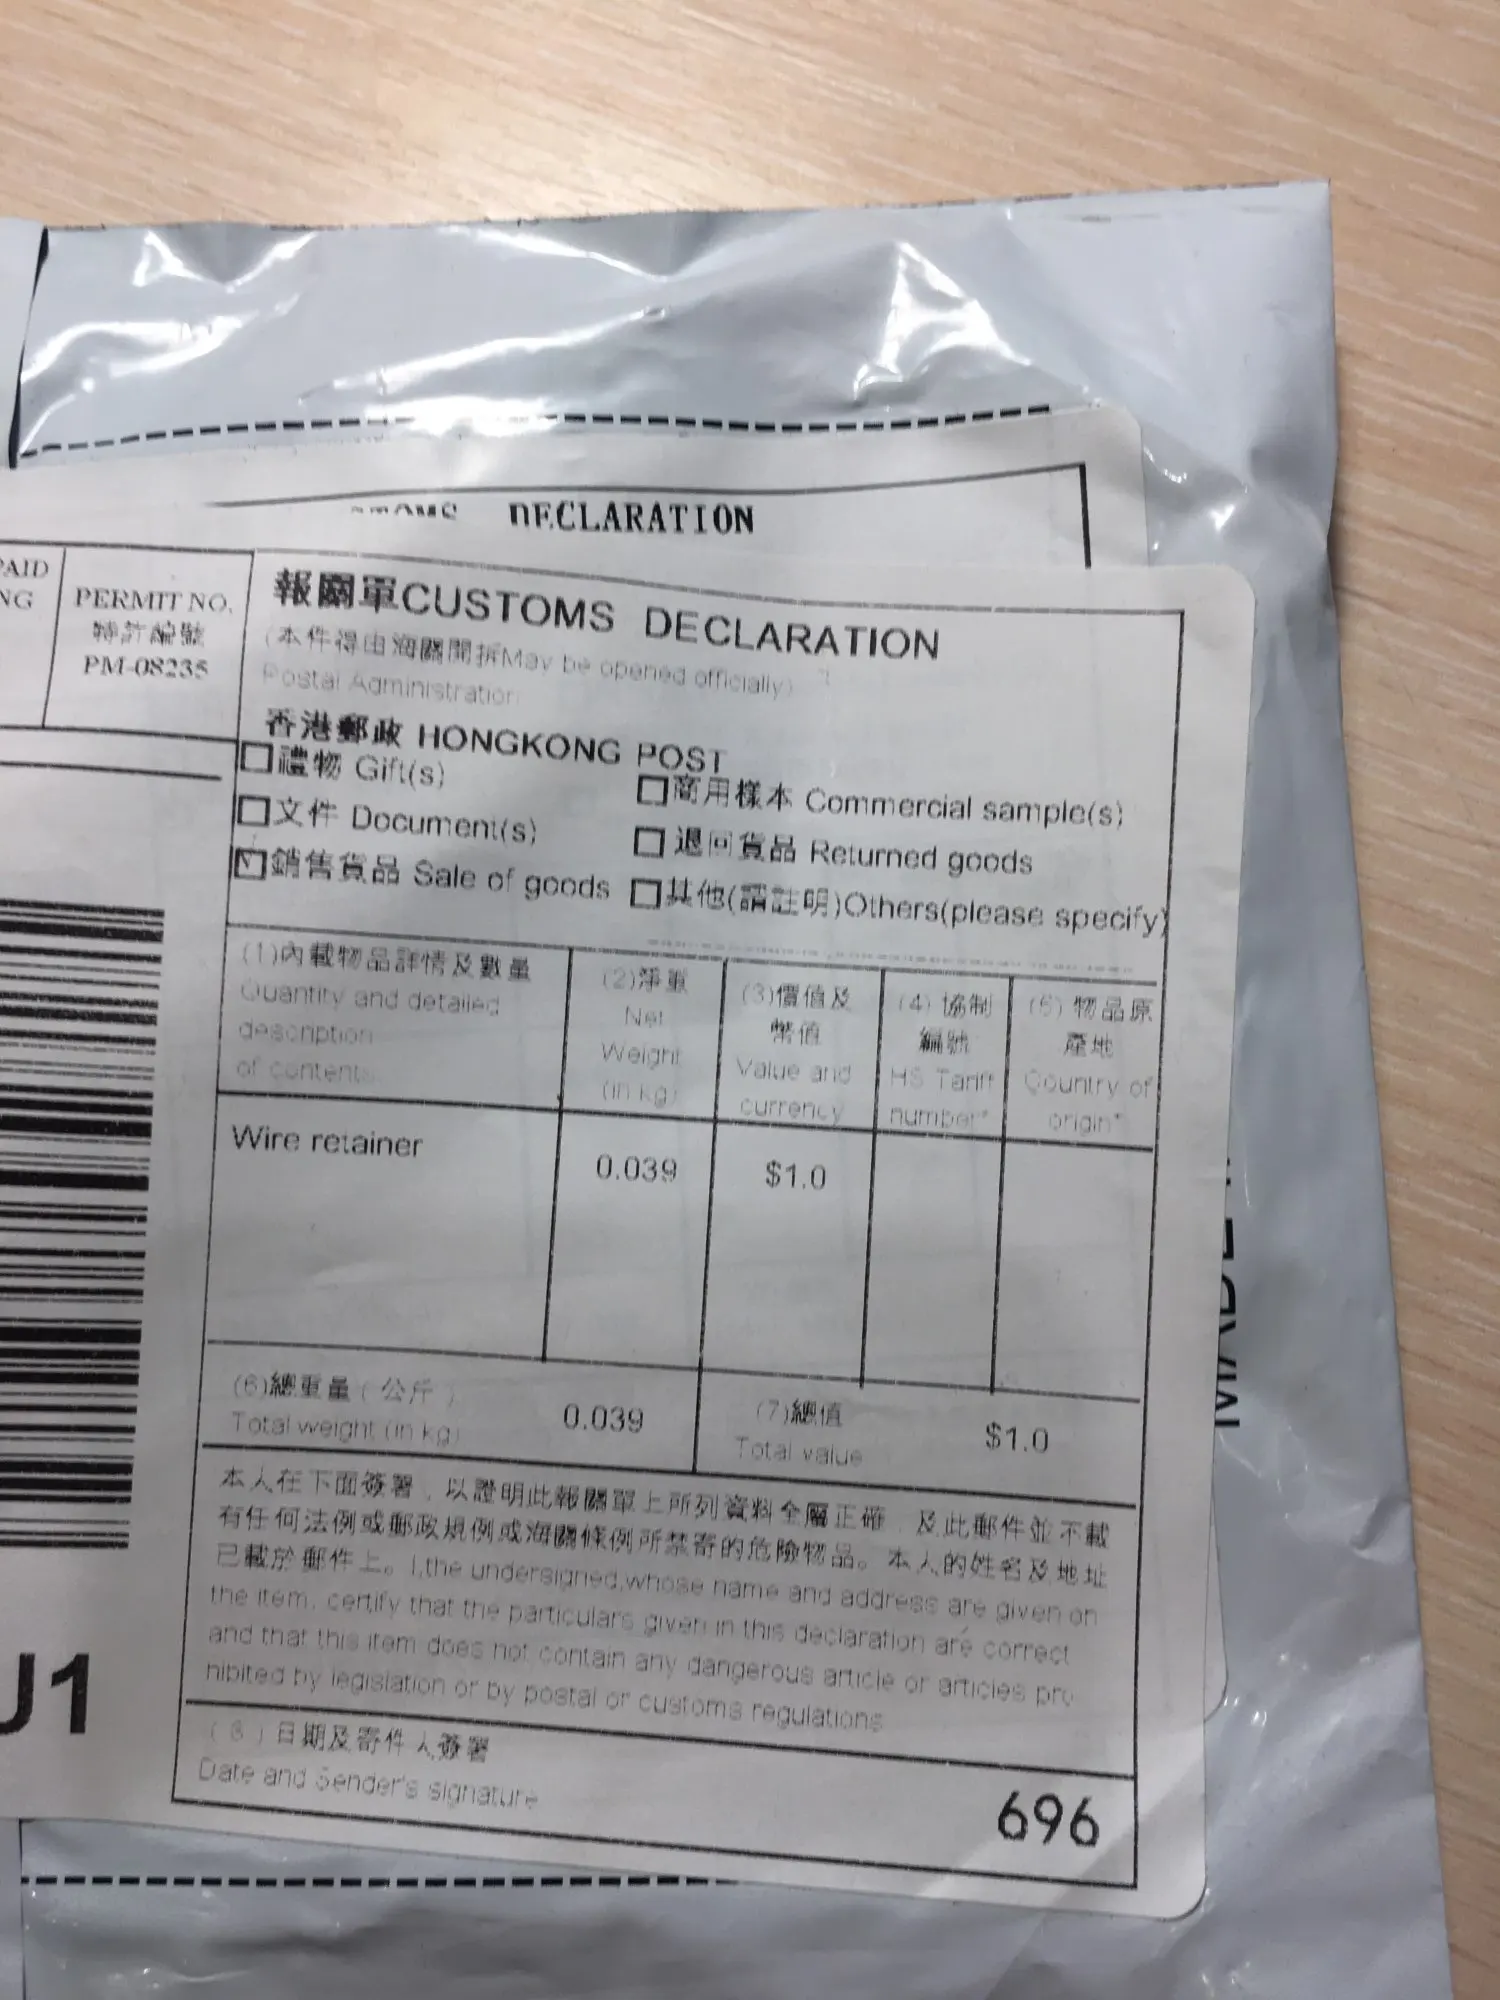 DECLARATION
PAID
NG
PERMIT NO.
特許編號
PM-08235
報關單CUSTOMS DECLARATION
(本件得由海關開拆May be opened officially)
Postal Administration
香港郵政 HONGKONG POST
禮物 Gift(s)
商用樣本 Commercial sample(s)
文件 Document(s)
退回貨品 Returned goods
銷售貨品 Sale of goods
其他(請註明)Others(please specify)
(1)內載物品詳情及數量
Quantity and detailed
description
of contents
(2)淨重
Net
Weight
(in kg)
(3)價值及
幣值
Value and
currency
(4) 協制
編號
HS Tariff
number*
(5) 物品原
產地
Country of
origin*
Wire retainer
0.039
$1.0
(6)總重量(公斤)
Total weight (in kg)
0.039
(7)總值
Total value
$1.0
本人在下面簽署,以證明此報關單上所列資料全屬正確,及此郵件並不載
有任何法例或郵政規例或海關條例所禁寄的危險物品。本人的姓名及地址
已載於郵件上。I,the undersigned,whose name and address are given on
the item, certify that the particulars given in this declaration are correct
and that this item does not contain any dangerous article or articles pro
hibited by legislation or by postal or customs regulations
(8)日期及寄件人簽署
Date and Sender's signature
696
J1